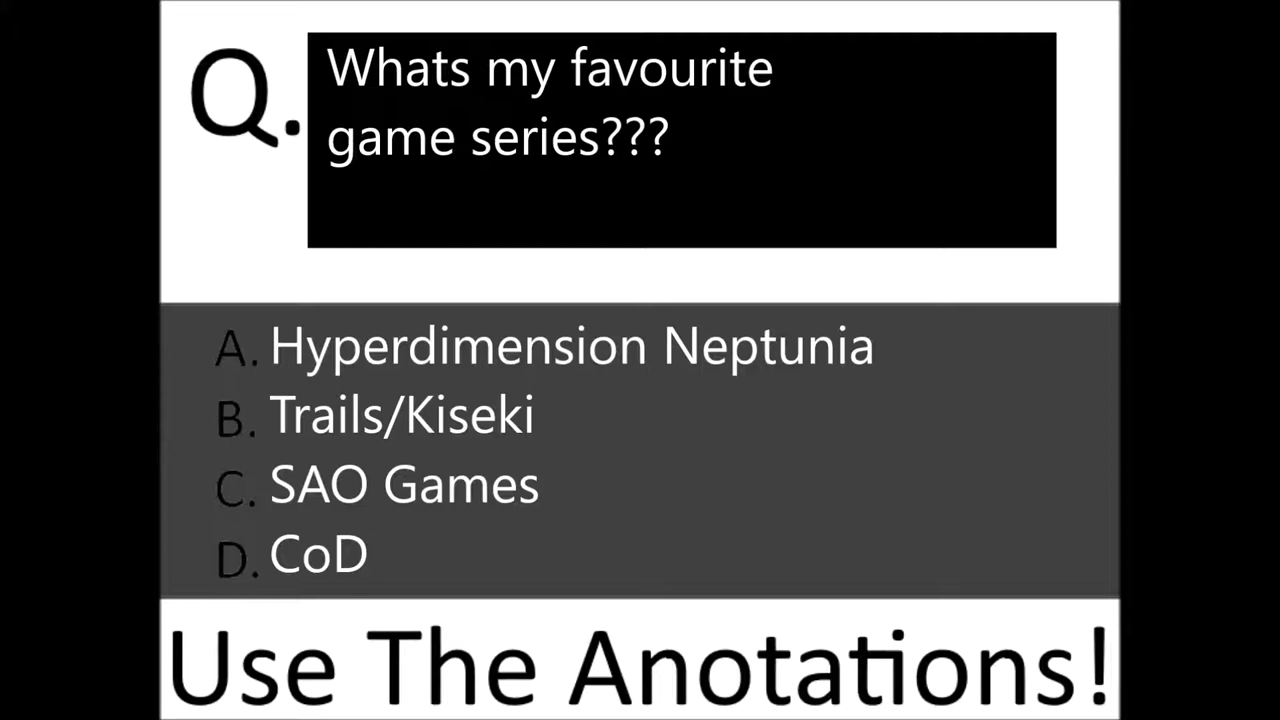 Q. Whats my favourite
game series???
A. Hyperdimension Neptunia
B. Trails/Kiseki
C. SAO Games
D. CoD
Use The Anotations!